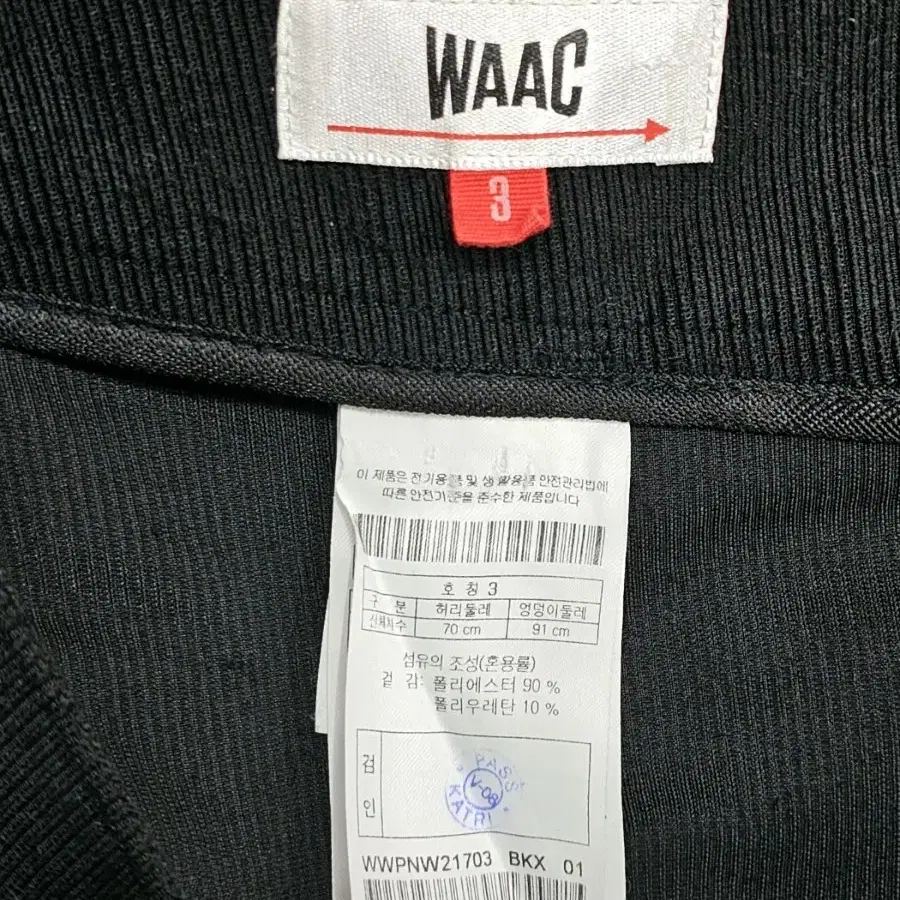 WAAC
3
이 제품은 전기용품 및 생활용품 안전관리법에
따른 안전기준을 준수한 제품입니다
호 칭 3
구 분 허리둘레 엉덩이둘레
신체치수 70 cm 91 cm
섬유의 조성(혼용률)
겉 감: 폴리에스터 90 %
폴리우레탄 10 %
검
인
PASS
V-08
KATRI
WWPNW21703 BKX 01